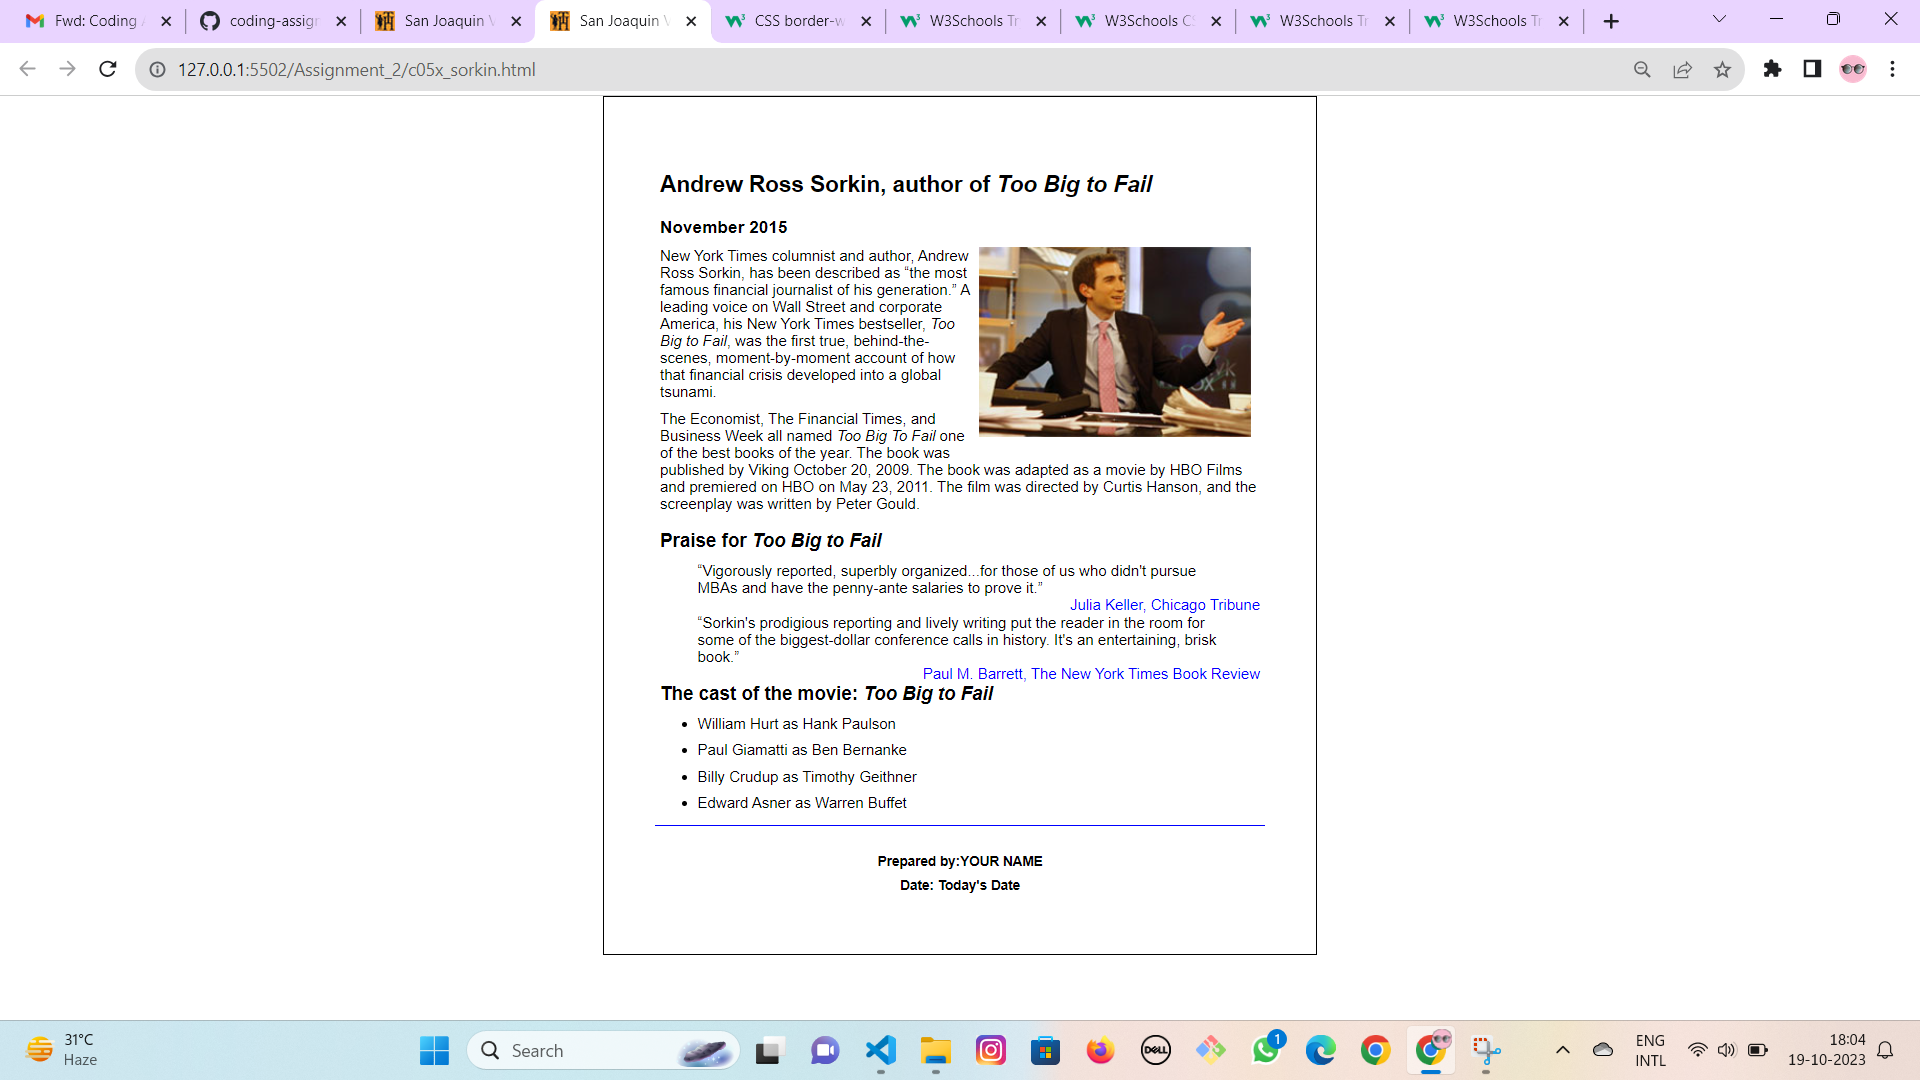 Fwd: Coding
coding-assig
San Joaquin V
San Joaquin V
CSS border-w
W3Schools Tr
W3Schools C
W3Schools Tr
W3Schools Tr
127.0.0.1:5502/Assignment_2/c05x_sorkin.html
Andrew Ross Sorkin, author of Too Big to Fail
November 2015
New York Times columnist and author, Andrew
Ross Sorkin, has been described as “the most
famous financial journalist of his generation.” A
leading voice on Wall Street and corporate
America, his New York Times bestseller, Too
Big to Fail, was the first true, behind-the-
scenes, moment-by-moment account of how
that financial crisis developed into a global
tsunami.
The Economist, The Financial Times, and
Business Week all named Too Big To Fail one
of the best books of the year. The book was
published by Viking October 20, 2009. The book was adapted as a movie by HBO Films
and premiered on HBO on May 23, 2011. The film was directed by Curtis Hanson, and the
screenplay was written by Peter Gould.
Praise for Too Big to Fail
“Vigorously reported, superbly organized...for those of us who didn't pursue
MBAs and have the penny-ante salaries to prove it.”
Julia Keller, Chicago Tribune
“Sorkin's prodigious reporting and lively writing put the reader in the room for
some of the biggest-dollar conference calls in history. It's an entertaining, brisk
book.”
Paul M. Barrett, The New York Times Book Review
The cast of the movie: Too Big to Fail
• William Hurt as Hank Paulson
• Paul Giamatti as Ben Bernanke
• Billy Crudup as Timothy Geithner
• Edward Asner as Warren Buffet
Prepared by:YOUR NAME
Date: Today's Date
31°C
Haze
Search
DELL
1
ENG
INTL
18:04
19-10-2023